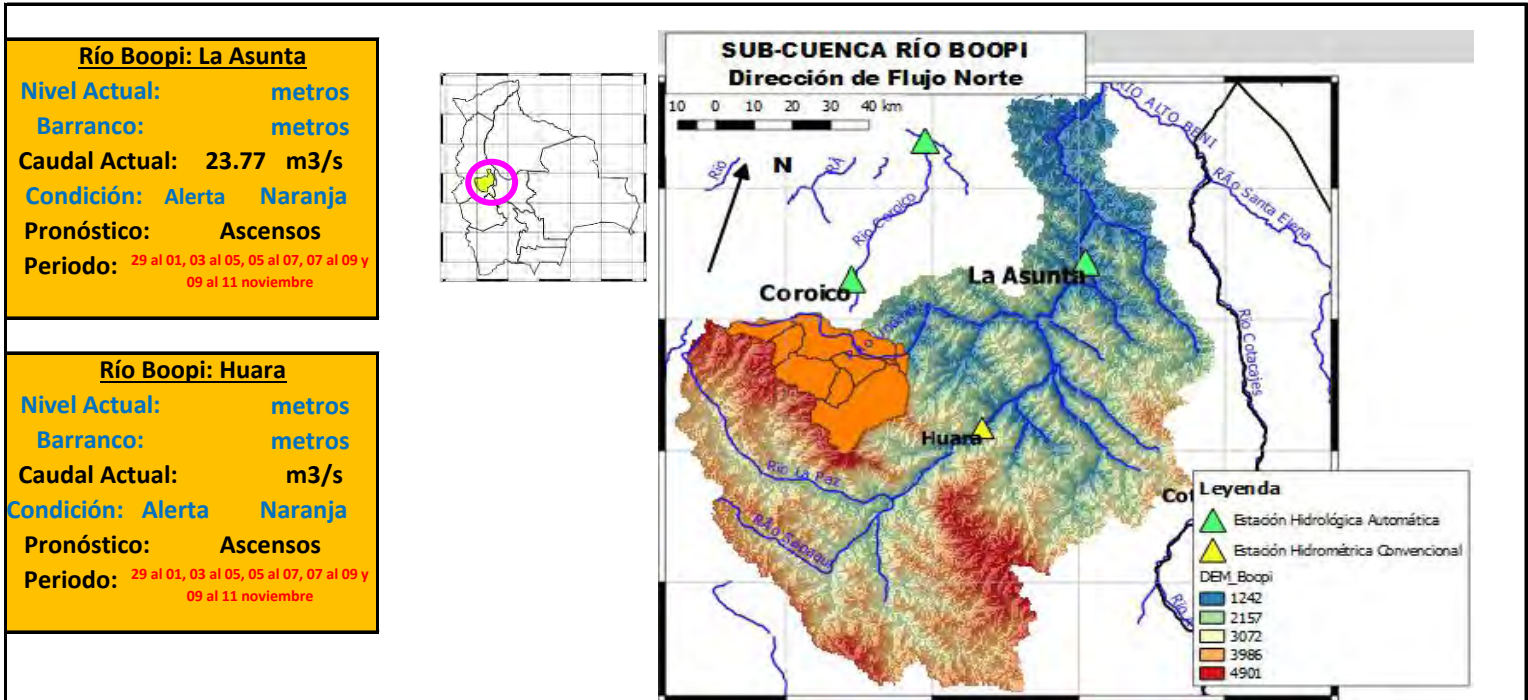 Río Boopi: La Asunta
Nivel Actual: metros
Barranco: metros
Caudal Actual: 23.77 m3/s
Condición: Alerta Naranja
Pronóstico: Ascensos
Periodo: 29 al 01, 03 al 05, 05 al 07, 07 al 09 y
09 al 11 noviembre
Río Boopi: Huara
Nivel Actual: metros
Barranco: metros
Caudal Actual: m3/s
Condición: Alerta Naranja
Pronóstico: Ascensos
Periodo: 29 al 01, 03 al 05, 05 al 07, 07 al 09 y
09 al 11 noviembre
SUB-CUENCA RÍO BOOPI
Dirección de Flujo Norte
10 0 10 20 30 40 km
N
Río
RÃ
Río Coroico
RIO ALTO BENI
RÃo Santa Elena
La Asunta
Coroico
Río Cotacajes
Huara
Río La Paz
RÃo Sapaqui
Leyenda
Estación Hidrológica Automática
Estación Hidrométrica Convencional
DEM_Boopi
1242
2157
3072
3986
4901